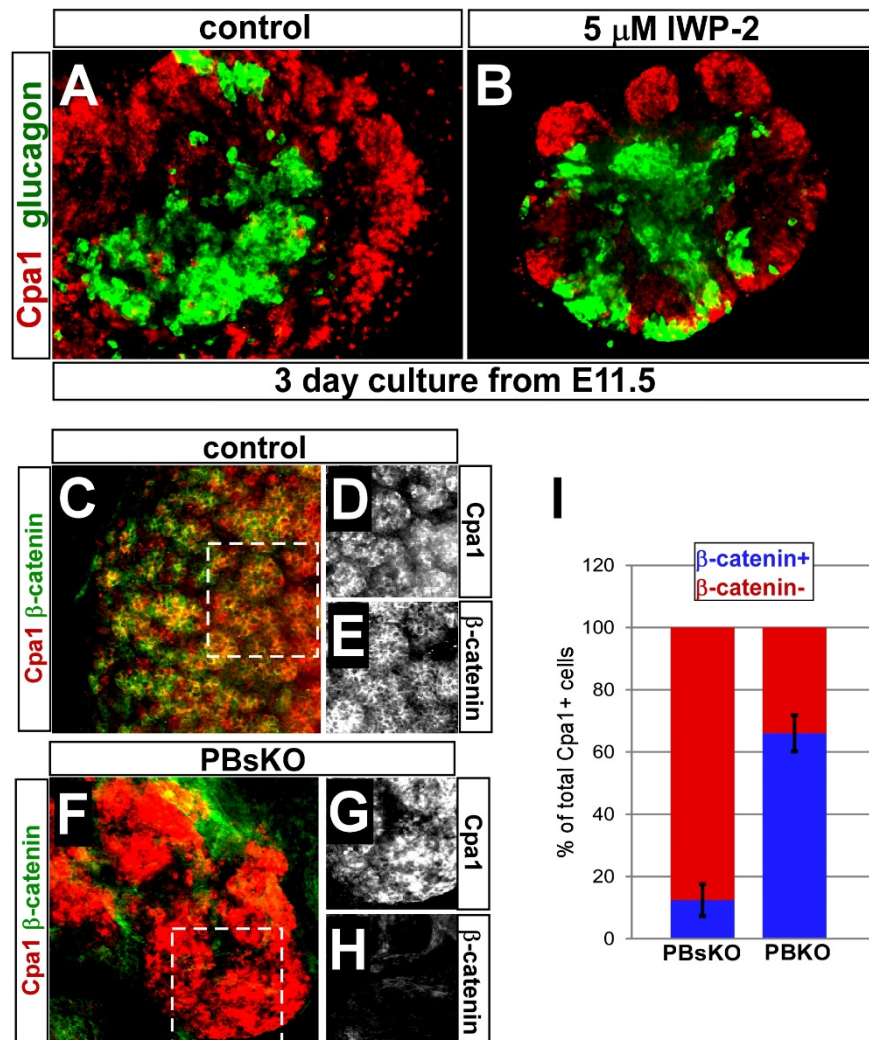 control
5 μM IWP-2
Cpa1 glucagon
A
B
3 day culture from E11.5
control
Cpa1 β-catenin
C
D
Cpa1
E
β-catenin
PBsKO
Cpa1 β-catenin
F
G
Cpa1
H
β-catenin
I
β-catenin+
β-catenin-
% of total Cpa1+ cells
120
100
80
60
40
20
0
PBsKO PBKO